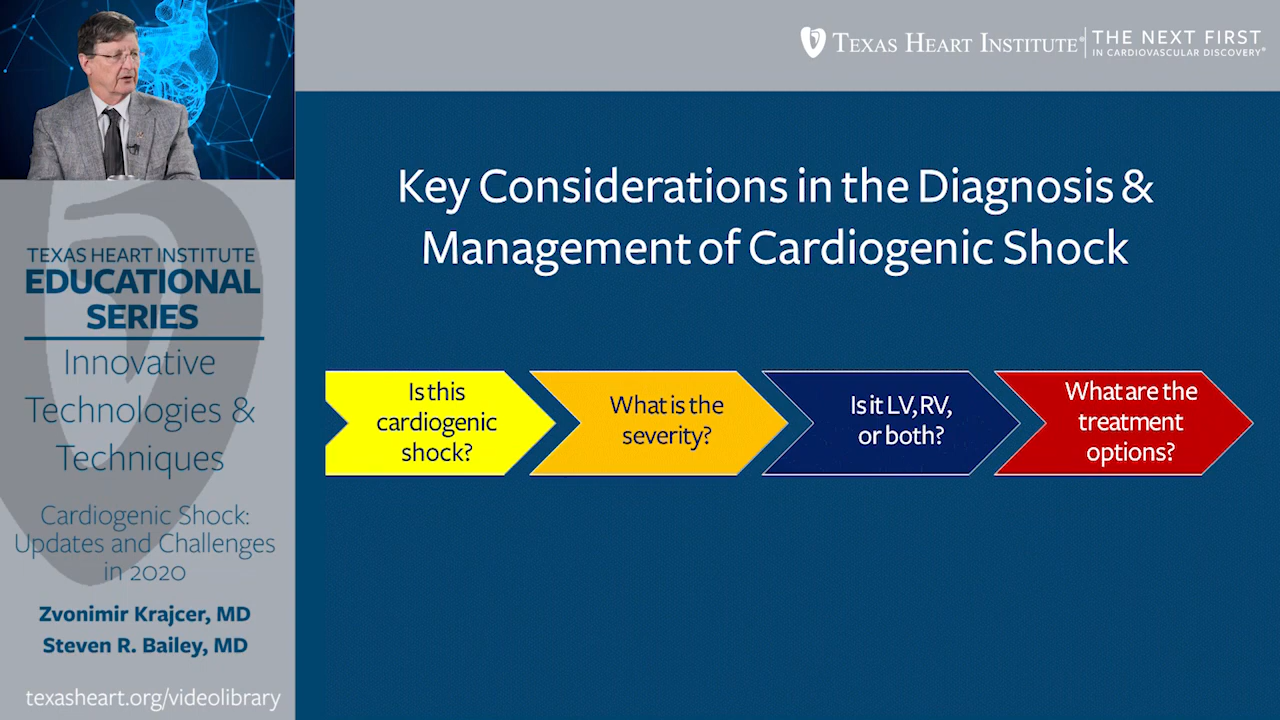 TEXAS HEART INSTITUTE® THE NEXT FIRST
IN CARDIOVASCULAR DISCOVERY®
TEXAS HEART INSTITUTE
EDUCATIONAL
SERIES
Innovative
Technologies &
Techniques
Cardiogenic Shock:
Updates and Challenges
in 2020
Zvonimir Krajcer, MD
Steven R. Bailey, MD
texasheart.org/videolibrary
Key Considerations in the Diagnosis &
Management of Cardiogenic Shock
Is this
cardiogenic
shock?
What is the
severity?
Is it LV, RV,
or both?
What are the
treatment
options?